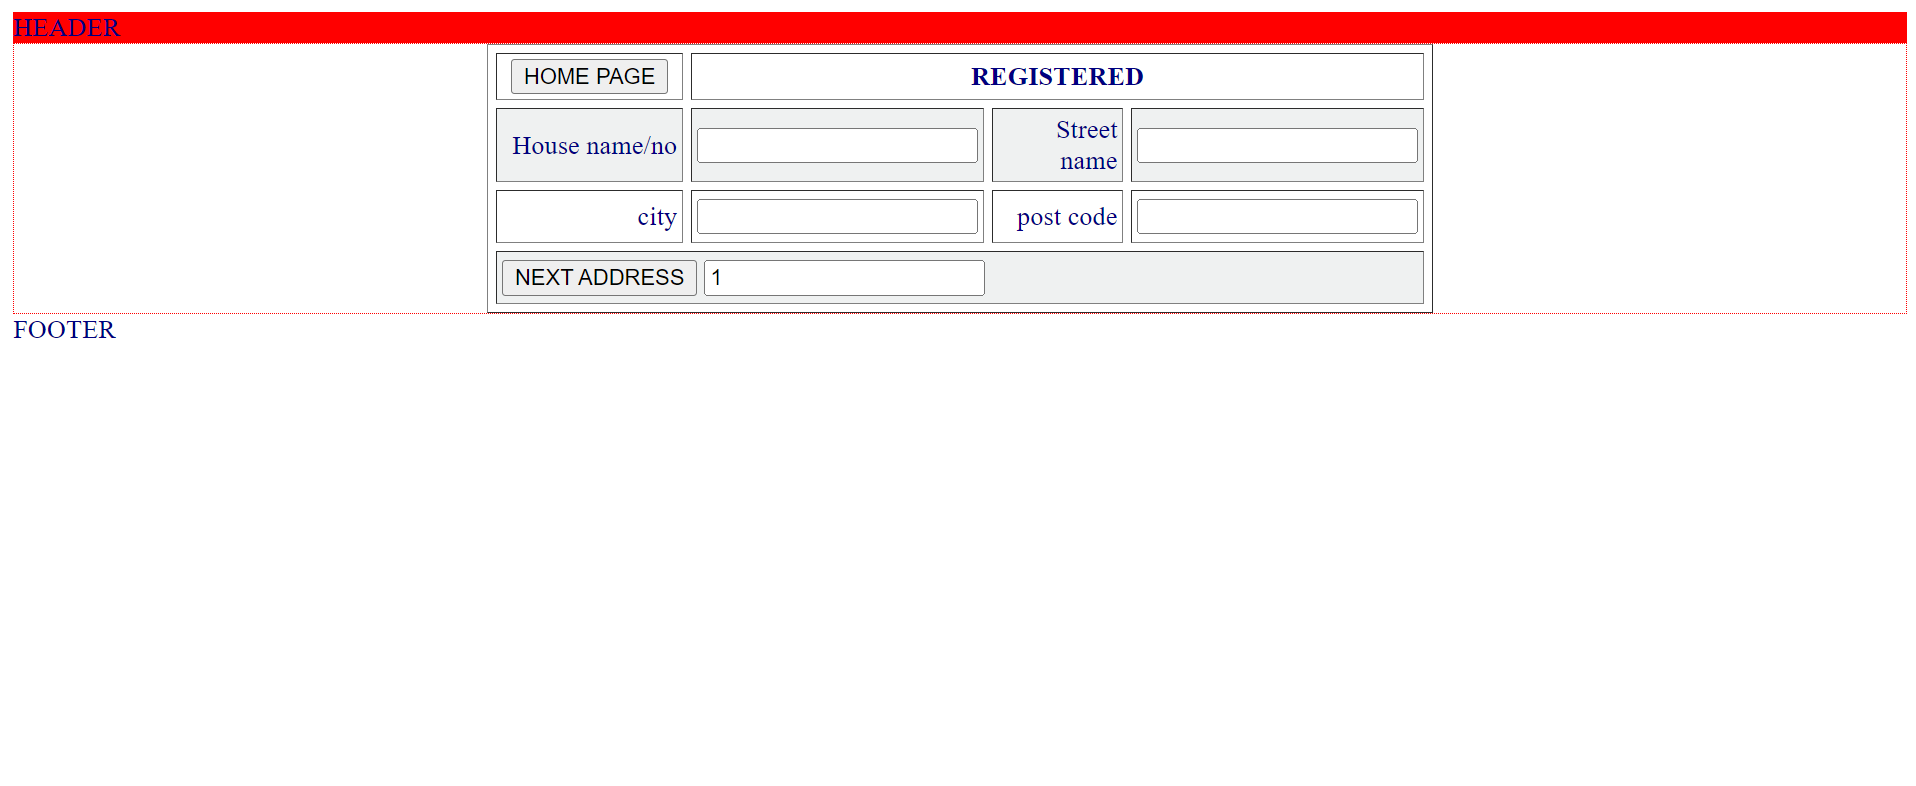 HEADER
HOME PAGE REGISTERED
House name/no Street
name
city post code
NEXT ADDRESS 1
FOOTER